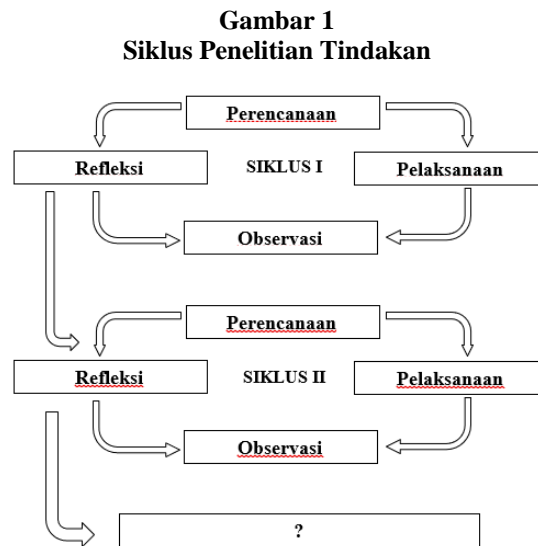 Gambar 1
Siklus Penelitian Tindakan
Perencanaan
Refleksi
SIKLUS I
Pelaksanaan
Observasi
Perencanaan
Refleksi
SIKLUS II
Pelaksanaan
Observasi
?